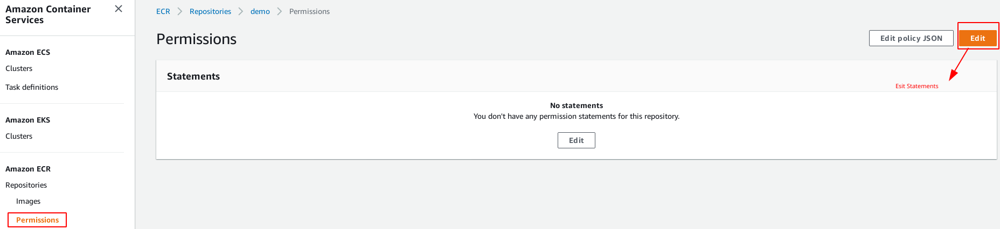 Amazon Container
Services
Amazon ECS
Clusters
Task definitions
Amazon EKS
Clusters
Amazon ECR
Repositories
Images
Permissions
ECR Repositories demo Permissions
Permissions
Edit policy JSON Edit
Statements
Esit Statements
No statements
You don't have any permission statements for this repository.
Edit